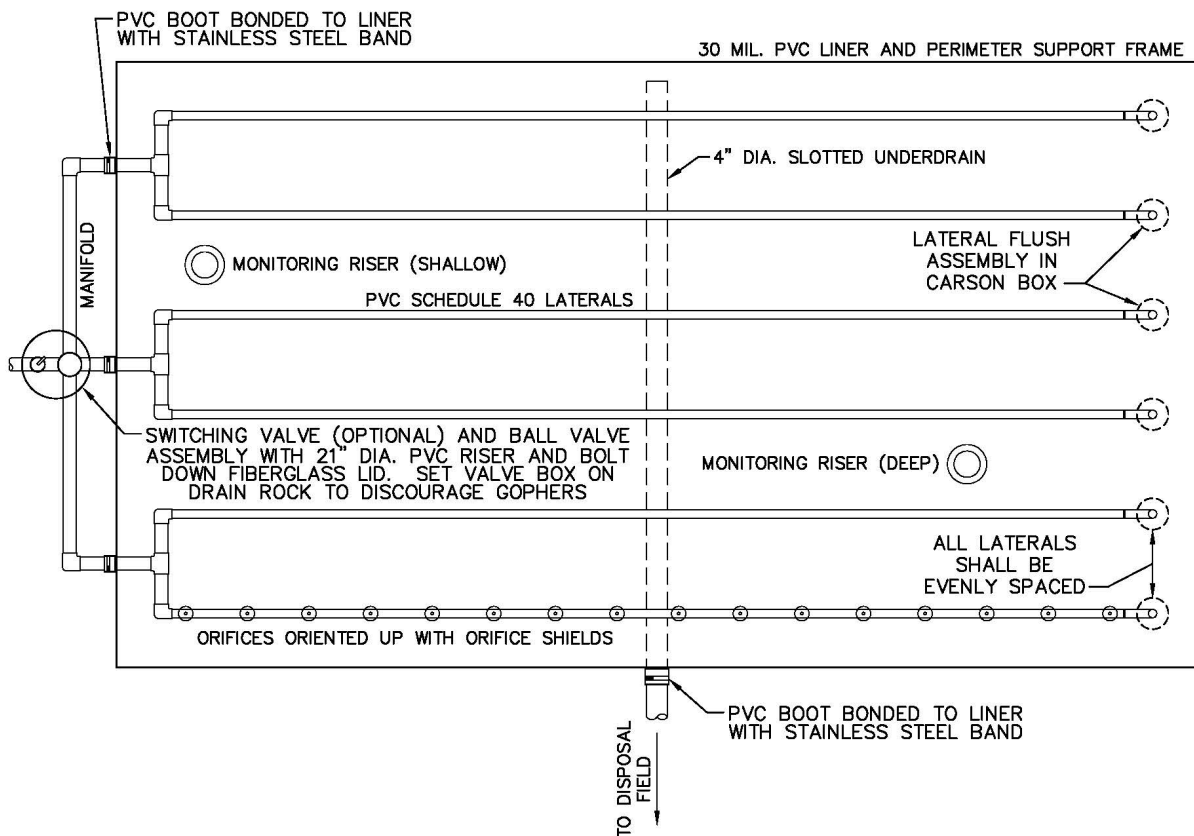 PVC BOOT BONDED TO LINER
WITH STAINLESS STEEL BAND
30 MIL. PVC LINER AND PERIMETER SUPPORT FRAME
4" DIA. SLOTTED UNDERDRAIN
MANIFOLD
LATERAL FLUSH
ASSEMBLY IN
CARSON BOX
MONITORING RISER (SHALLOW)
PVC SCHEDULE 40 LATERALS
SWITCHING VALVE (OPTIONAL) AND BALL VALVE
ASSEMBLY WITH 21" DIA. PVC RISER AND BOLT
DOWN FIBERGLASS LID. SET VALVE BOX ON
DRAIN ROCK TO DISCOURAGE GOPHERS
MONITORING RISER (DEEP)
ALL LATERALS
SHALL BE
EVENLY SPACED
ORIFICES ORIENTED UP WITH ORIFICE SHIELDS
PVC BOOT BONDED TO LINER
WITH STAINLESS STEEL BAND
TO DISPOSAL
FIELD